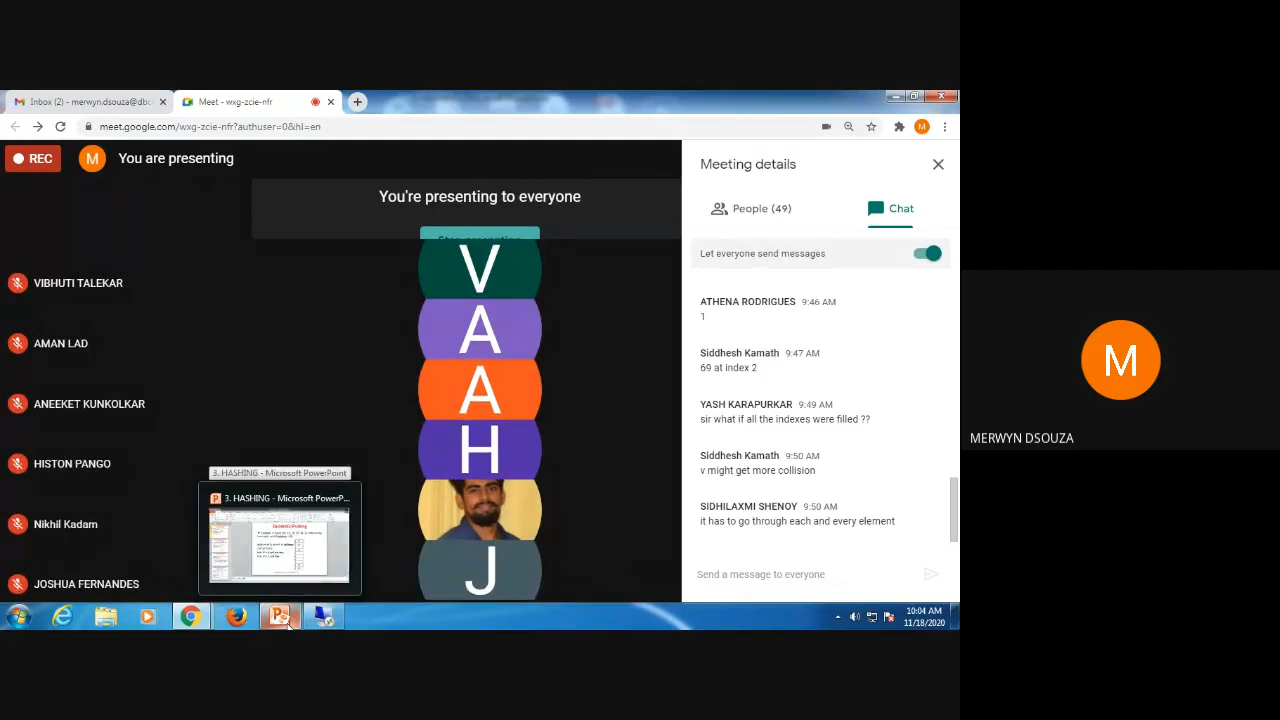 Inbox (2) - merwyn.dsouza@dbc
Meet - wxg-zcie-nfr
meet.google.com/wxg-zcie-nfr?authuser=0&hl=en
M
REC
M
You are presenting
You're presenting to everyone
Meeting details
People (49)
Chat
Let everyone send messages
VIBHUTI TALEKAR
V
ATHENA RODRIGUES 9:46 AM
1
AMAN LAD
A
Siddhesh Kamath 9:47 AM
69 at index 2
ANEEKET KUNKOLKAR
A
YASH KARAPURKAR 9:49 AM
sir what if all the indexes were filled ??
HISTON PANGO
H
Siddhesh Kamath 9:50 AM
v might get more collision
Nikhil Kadam
SIDHILAXMI SHENOY 9:50 AM
it has to go through each and every element
JOSHUA FERNANDES
J
Send a message to everyone
3. HASHING - Microsoft PowerPoint
3. HASHING - Microsoft PowerP...
Quadratic Probing
10:04 AM
11/18/2020
M
MERWYN DSOUZA